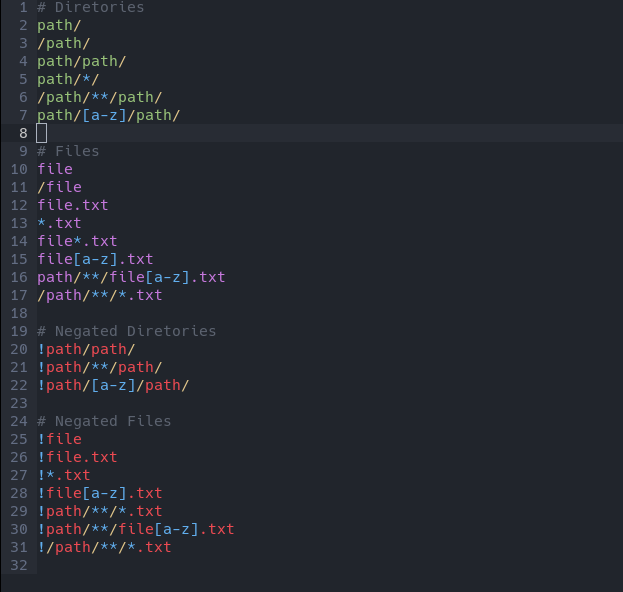 1 # Diretories
2 path/
3 /path/
4 path/path/
5 path/*/
6 /path/**/path/
7 path/[a-z]/path/
8
9 # Files
10 file
11 /file
12 file.txt
13 *.txt
14 file*.txt
15 file[a-z].txt
16 path/**/file[a-z].txt
17 /path/**/*.txt
18
19 # Negated Diretories
20 !path/path/
21 !path/**/path/
22 !path/[a-z]/path/
23
24 # Negated Files
25 !file
26 !file.txt
27 !*.txt
28 !file[a-z].txt
29 !path/**/*.txt
30 !path/**/file[a-z].txt
31 !/path/**/*.txt
32